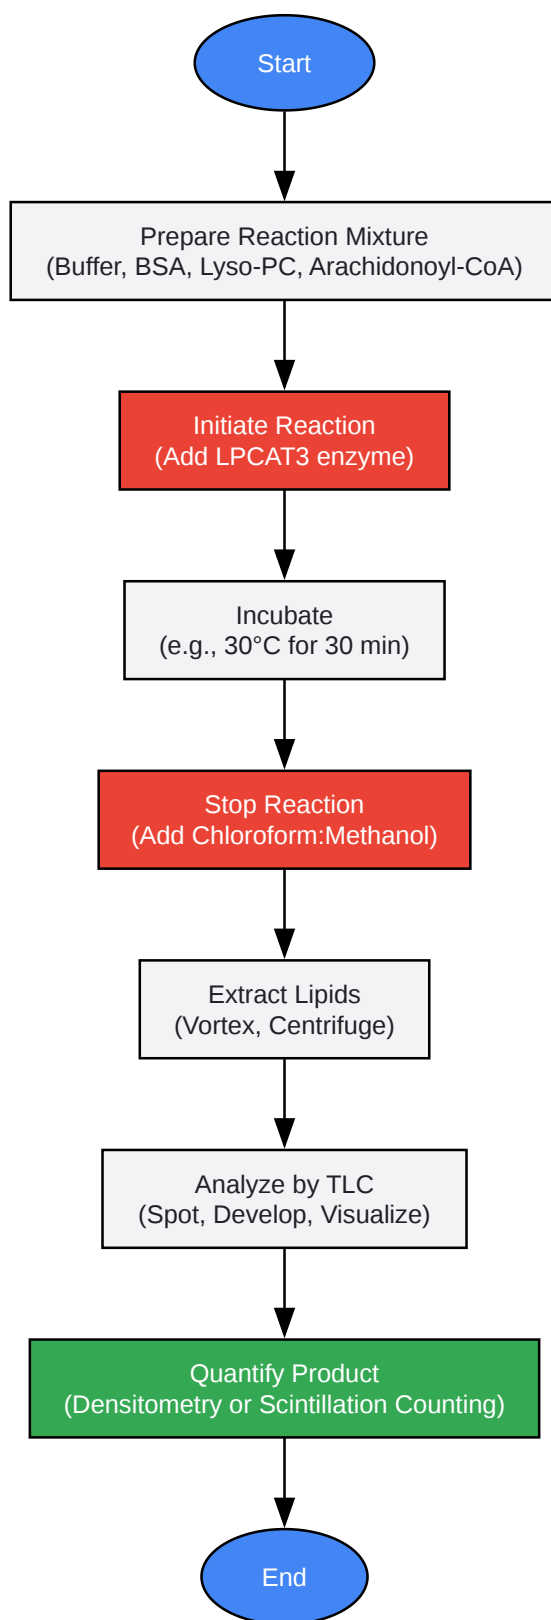 Start
Prepare Reaction Mixture
(Buffer, BSA, Lyso-PC, Arachidonoyl-CoA)
Initiate Reaction
(Add LPCAT3 enzyme)
Incubate
(e.g., 30°C for 30 min)
Stop Reaction
(Add Chloroform:Methanol)
Extract Lipids
(Vortex, Centrifuge)
Analyze by TLC
(Spot, Develop, Visualize)
Quantify Product
(Densitometry or Scintillation Counting)
End